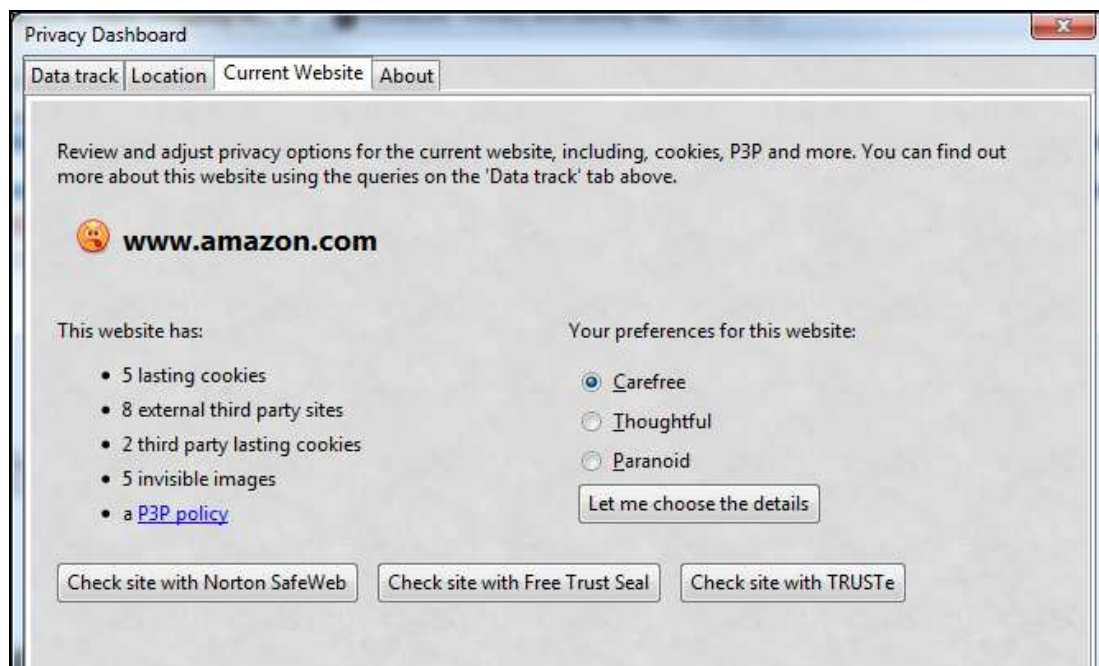 Privacy Dashboard
Data track Location Current Website About
Review and adjust privacy options for the current website, including, cookies, P3P and more. You can find out
more about this website using the queries on the 'Data track' tab above.
www.amazon.com
This website has:
• 5 lasting cookies
• 8 external third party sites
• 2 third party lasting cookies
• 5 invisible images
• a P3P policy
Your preferences for this website:
Carefree
Thoughtful
Paranoid
Let me choose the details
Check site with Norton SafeWeb Check site with Free Trust Seal Check site with TRUSTe